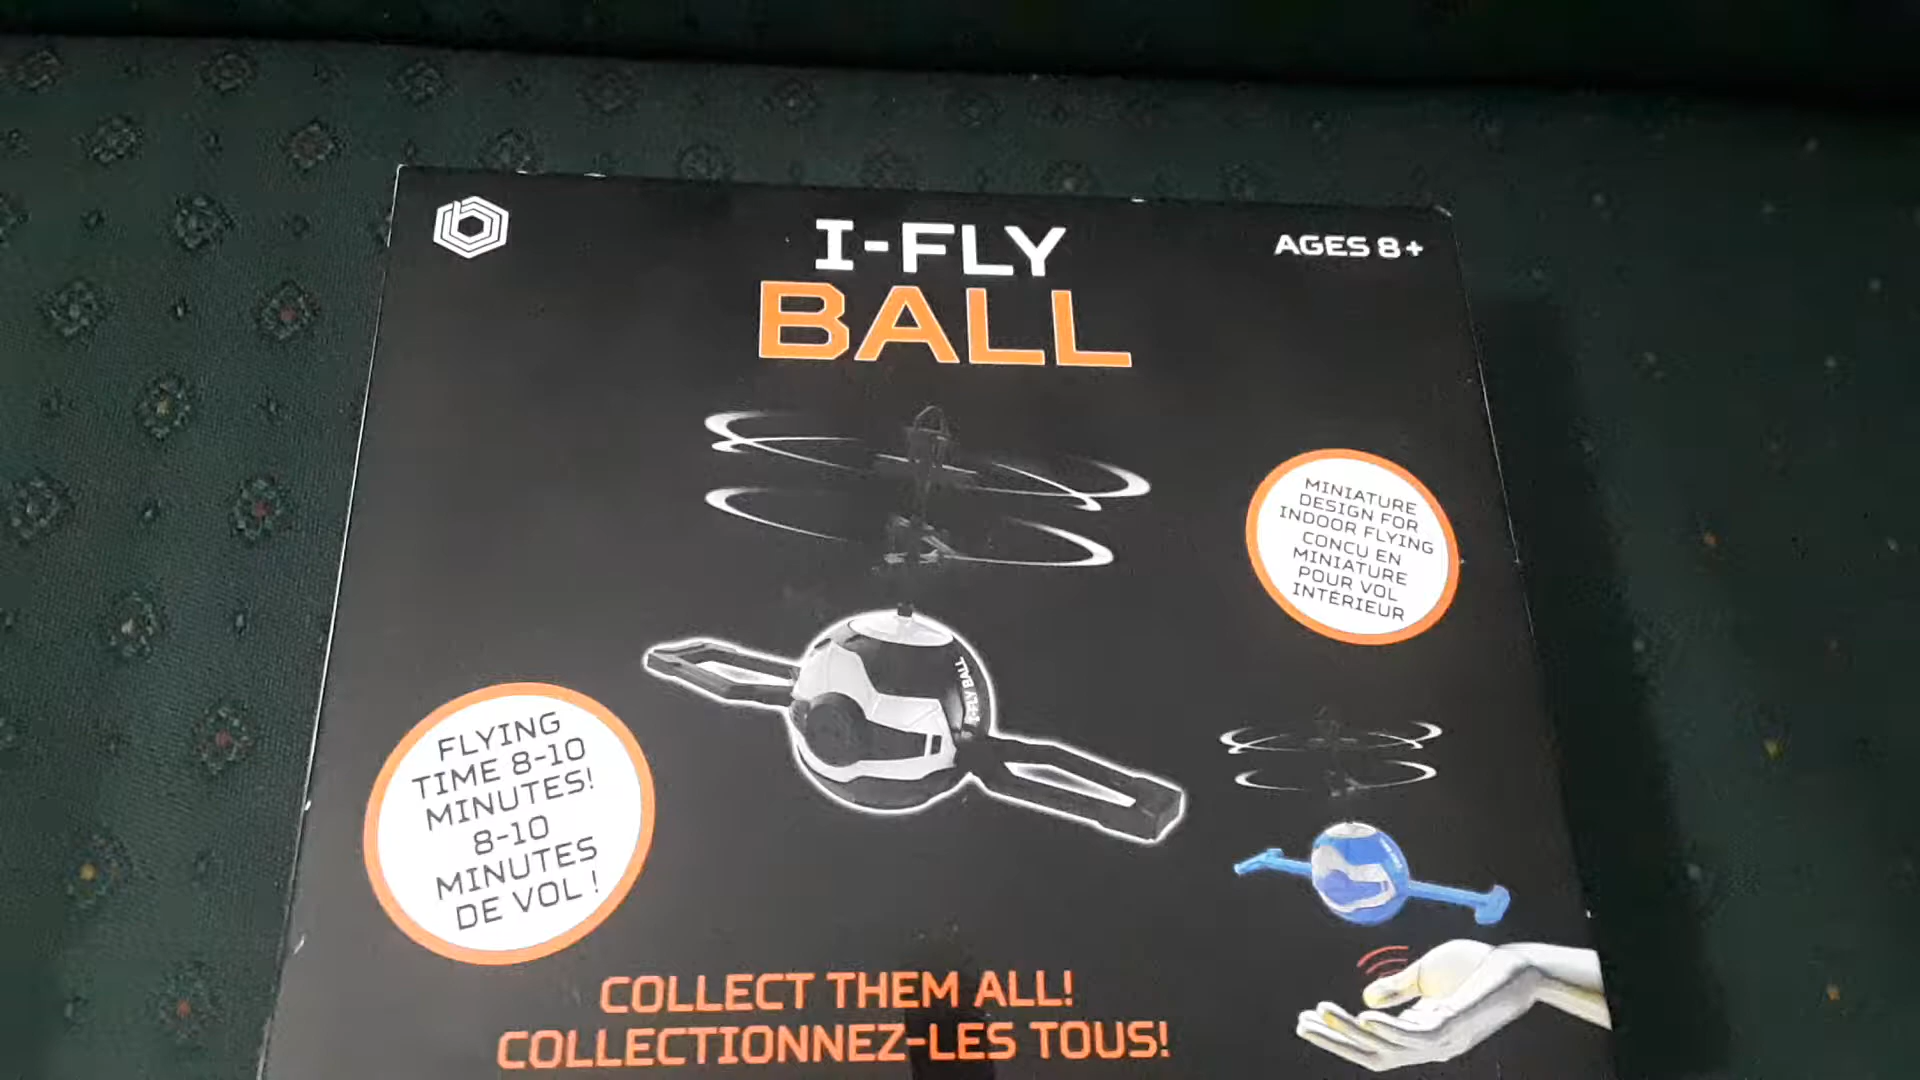 I-FLY
BALL
AGES 8+
MINIATURE
DESIGN FOR
INDOOR FLYING
CONCU EN
MINIATURE
POUR VOL
INTÉRIEUR
I-FLY BALL
FLYING
TIME 8-10
MINUTES!
8-10
MINUTES
DE VOL !
COLLECT THEM ALL!
COLLECTIONNEZ-LES TOUS!